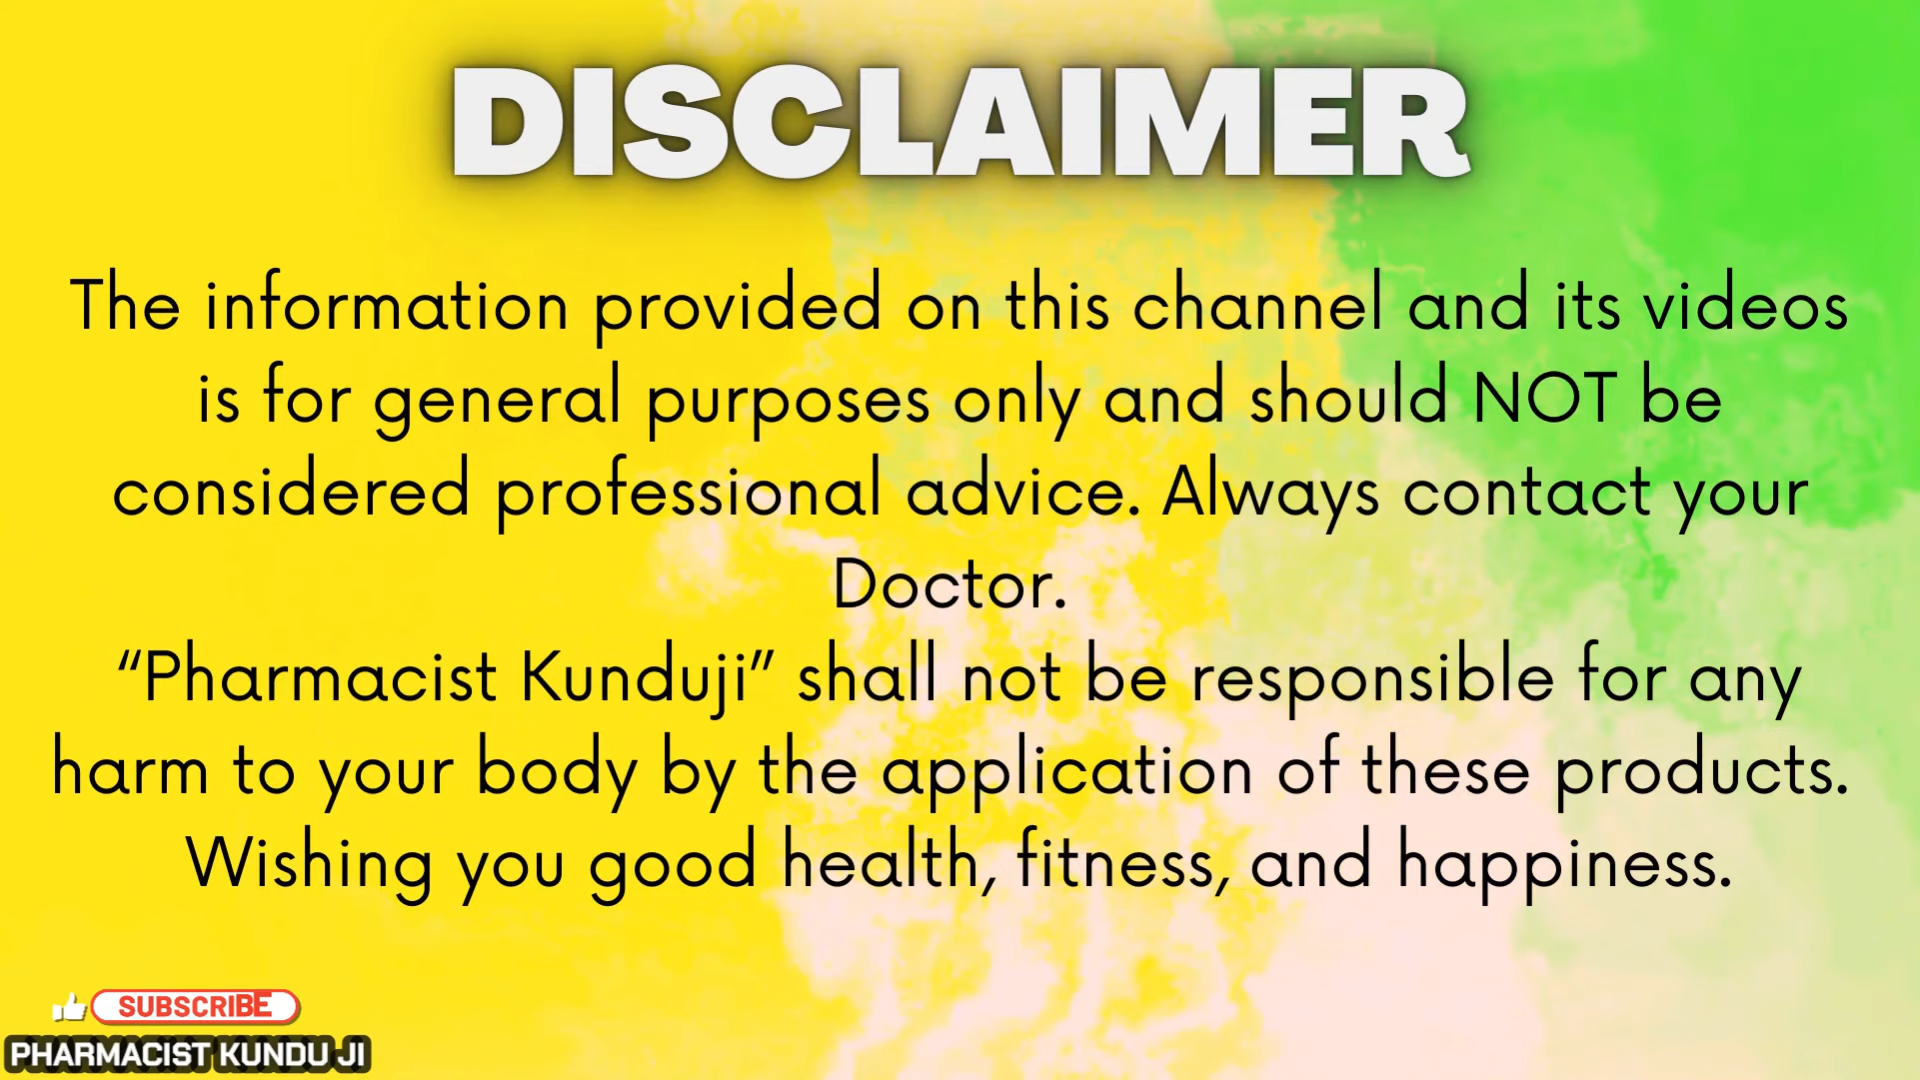 DISCLAIMER
The information provided on this channel and its videos
is for general purposes only and should NOT be
considered professional advice. Always contact your
Doctor.
“Pharmacist Kunduji” shall not be responsible for any
harm to your body by the application of these products.
Wishing you good health, fitness, and happiness.
SUBSCRIBE
PHARMACIST KUNDU JI